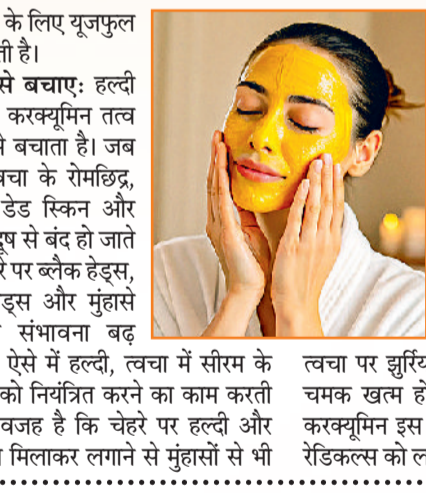 के लिए यूजफुल
ती है।
से बचाए: हल्दी
करक्यूमिन तत्व
से बचाता है। जब
त्वचा के रोमछिद्र,
डेड स्किन और
से बंद हो जाते
रे पर ब्लैक हेड्स,
ड्स और मुंहासे
संभावना बढ़
ऐसे में हल्दी, त्वचा में सीरम के
को नियंत्रित करने का काम करती
वजह है कि चेहरे पर हल्दी और
मिलाकर लगाने से मुंहासों से भी
त्वचा पर झुर्रिय
चमक खत्म हो
करक्यूमिन इस
रेडिकल्स को ल